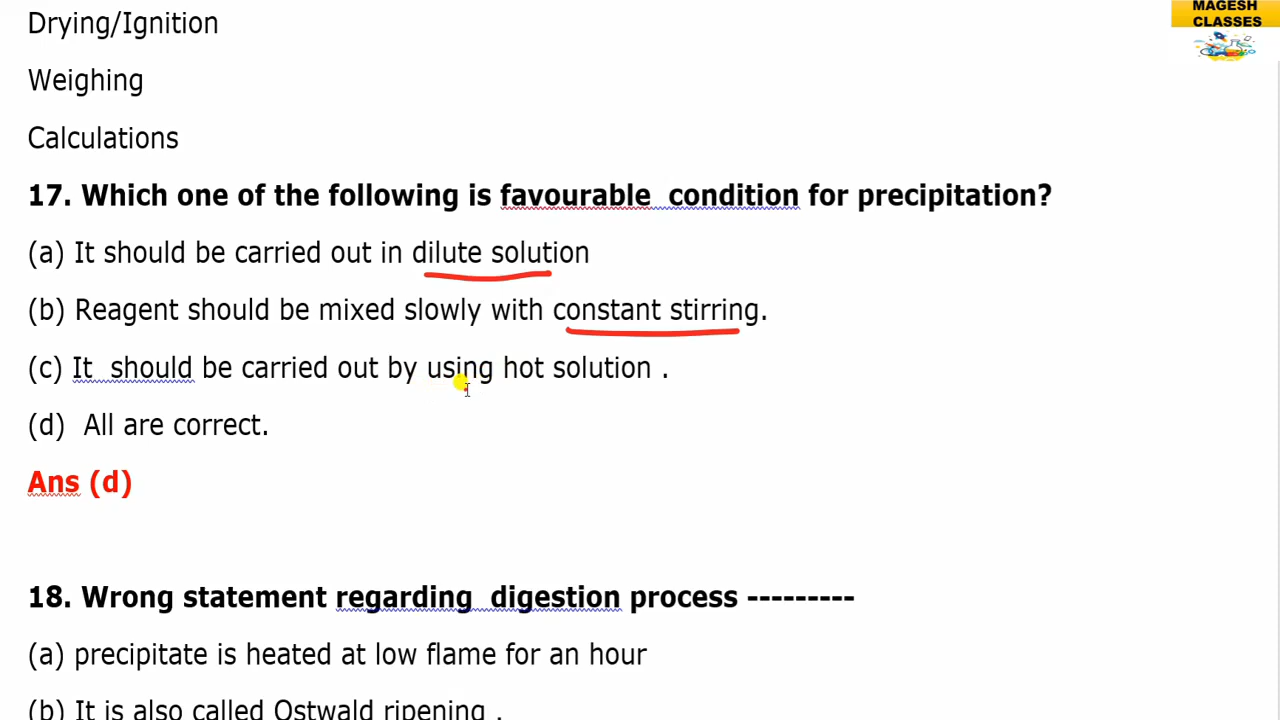 MAGESH
CLASSES
Drying/Ignition
Weighing
Calculations
17. Which one of the following is favourable condition for precipitation?
(a) It should be carried out in dilute solution
(b) Reagent should be mixed slowly with constant stirring.
(c) It should be carried out by using hot solution .
(d) All are correct.
Ans (d)
18. Wrong statement regarding digestion process ---------
(a) precipitate is heated at low flame for an hour
(b) It is also called Ostwald ripening .